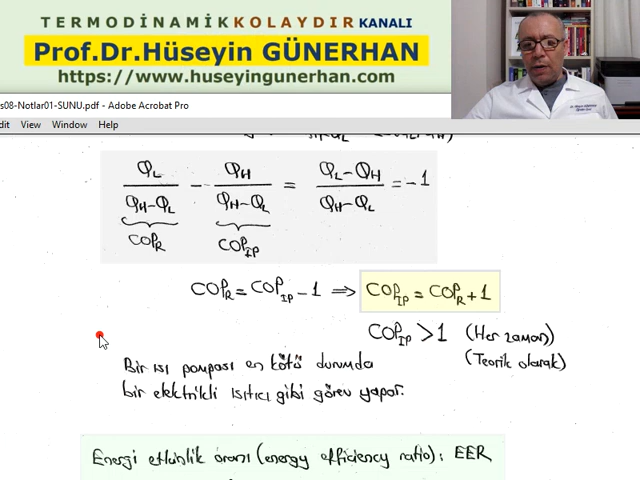 TERMODİNAMİKKOLAYDIR KANALI
Prof.Dr.Hüseyin GÜNERHAN
https://www.huseyingunerhan.com
s08-Notlar01-SUNU.pdf - Adobe Acrobat Pro
dit View Window Help
Q_L/(Q_H-Q_L) - Q_H/(Q_H-Q_L) = (Q_L-Q_H)/(Q_H-Q_L) = -1
COP_R COP_IP
COP_R = COP_IP - 1 ⇒ COP_IP = COP_R + 1
COP_IP > 1 (Her zaman)
(Teorik olarak)
Bir ısı pompası en kötü durumda
bir elektrikli ısıtıcı gibi görev yapar.
Energi etkinlik oranı (energy efficiency ratio): EER